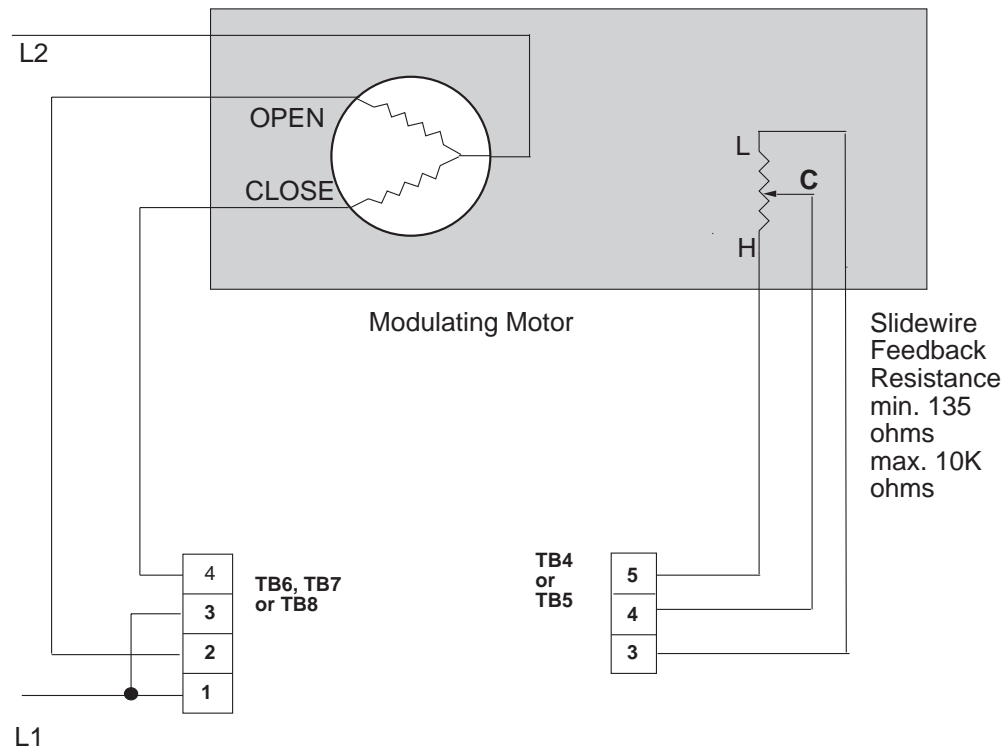 L2
OPEN
CLOSE
L
C
H
Modulating Motor
Slidewire
Feedback
Resistance
min. 135
ohms
max. 10K
ohms
4
3
2
1
TB6, TB7
or TB8
TB4
or
TB5
5
4
3
L1